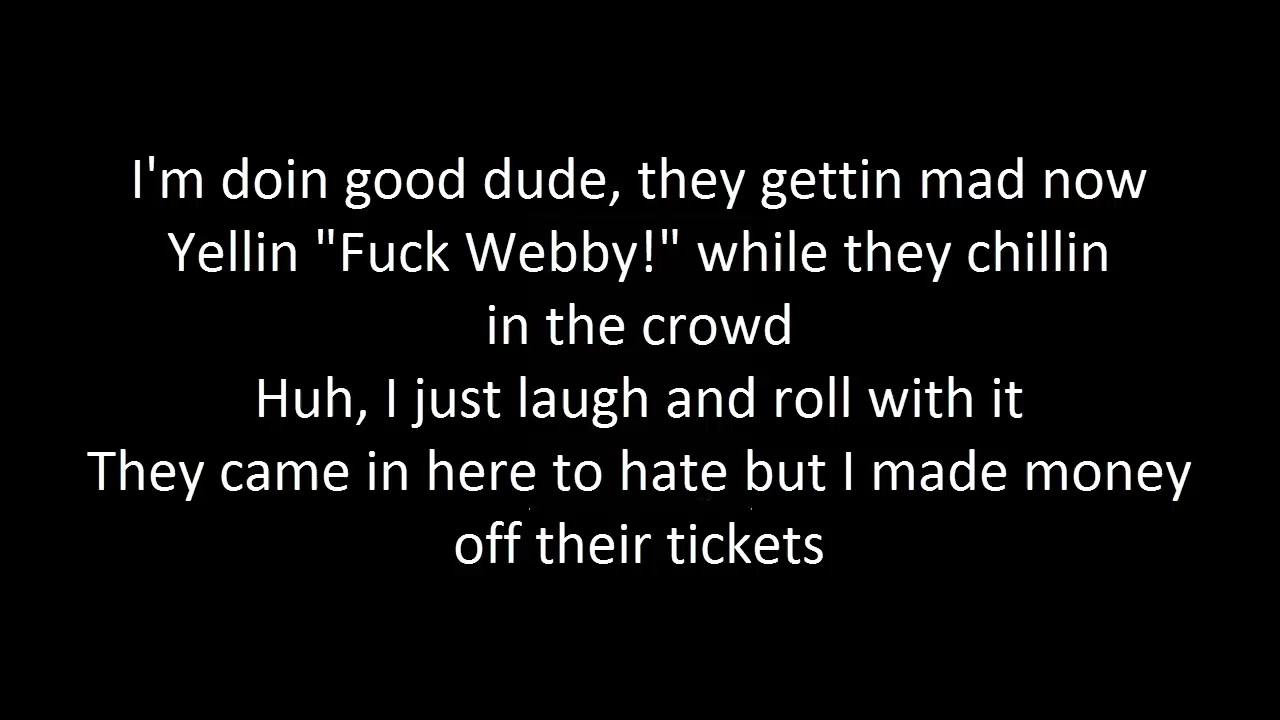 I'm doin good dude, they gettin mad now
Yellin "Fuck Webby!" while they chillin
in the crowd
Huh, I just laugh and roll with it
They came in here to hate but I made money
off their tickets